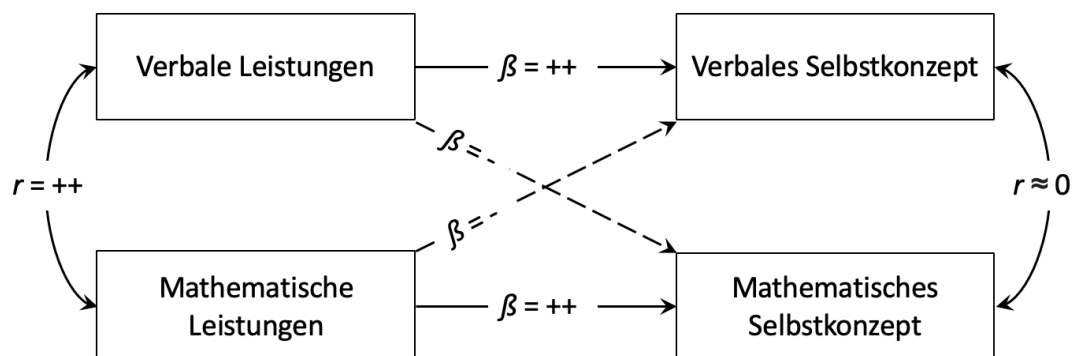 Verbale Leistungen
ß = ++
Verbales Selbstkonzept
ß = -
r = ++
r ≈ 0
ß = -
Mathematische
Leistungen
ß = ++
Mathematisches
Selbstkonzept